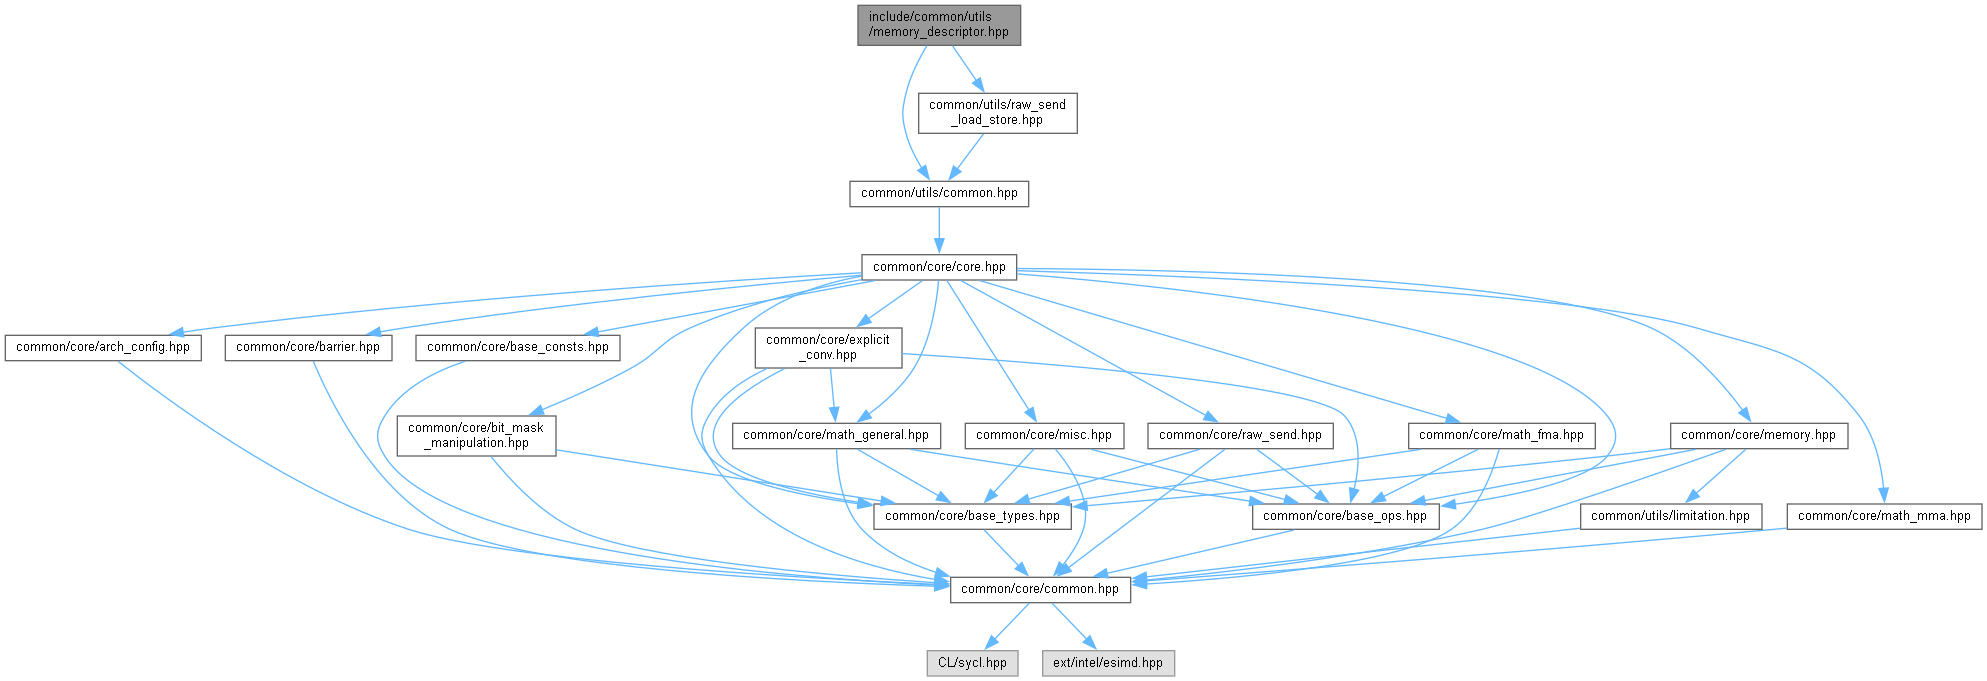 include/common/utils
/memory_descriptor.hpp
common/utils/raw_send
_load_store.hpp
common/utils/common.hpp
common/core/core.hpp
common/core/arch_config.hpp
common/core/barrier.hpp
common/core/base_consts.hpp
common/core/explicit
_conv.hpp
common/core/bit_mask
_manipulation.hpp
common/core/math_general.hpp
common/core/misc.hpp
common/core/raw_send.hpp
common/core/math_fma.hpp
common/core/memory.hpp
common/core/base_types.hpp
common/core/base_ops.hpp
common/utils/limitation.hpp
common/core/math_mma.hpp
common/core/common.hpp
CL/sycl.hpp
ext/intel/esimd.hpp